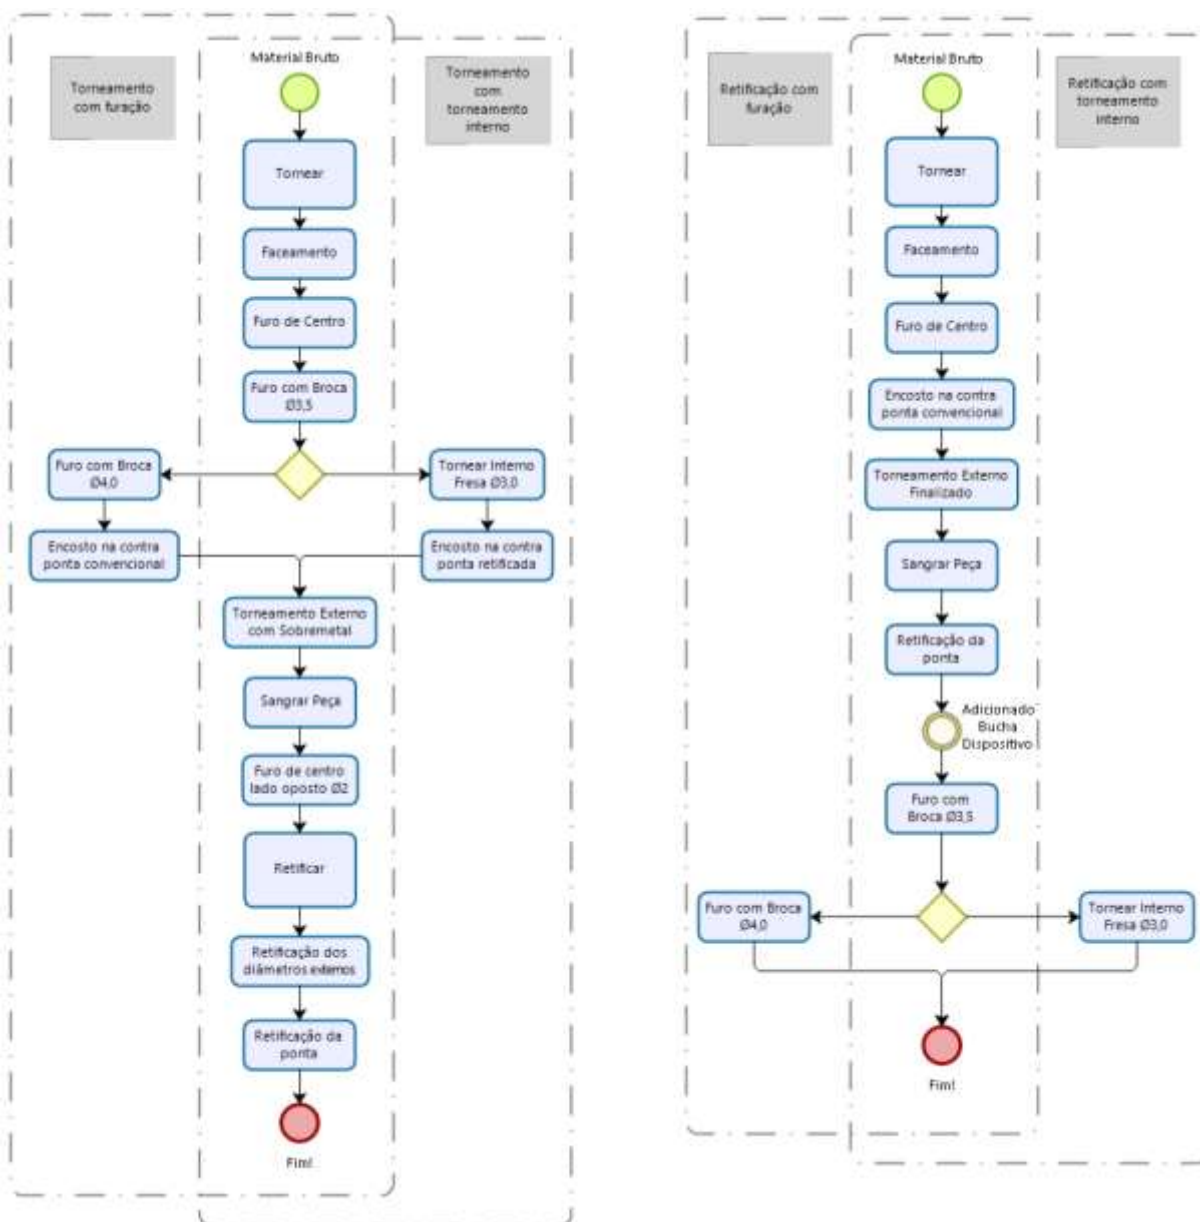 Torneamento
com furação
Material Bruto
Torneamento
com
torneamento
interno
Tornear
Faceamento
Furo de Centro
Furo com Broca
Ø3,5
Furo com Broca
Ø4,0
Tornear Interno
Fresa Ø3,0
Encosto na contra
ponta convencional
Encosto na contra
ponta retificada
Torneamento Externo
com Sobremetal
Sangrar Peça
Furo de centro
lado oposto Ø2
Retificar
Retificação dos
diâmetros externos
Retificação da
ponta
Fim!
Retificação com
furação
Material Bruto
Retificação com
torneamento
interno
Tornear
Faceamento
Furo de Centro
Encosto na contra
ponta convencional
Torneamento Externo
Finalizado
Sangrar Peça
Retificação da
ponta
Adicionado
Bucha
Dispositivo
Furo com
Broca Ø3,5
Furo com Broca
Ø4,0
Tornear Interno
Fresa Ø3,0
Fim!